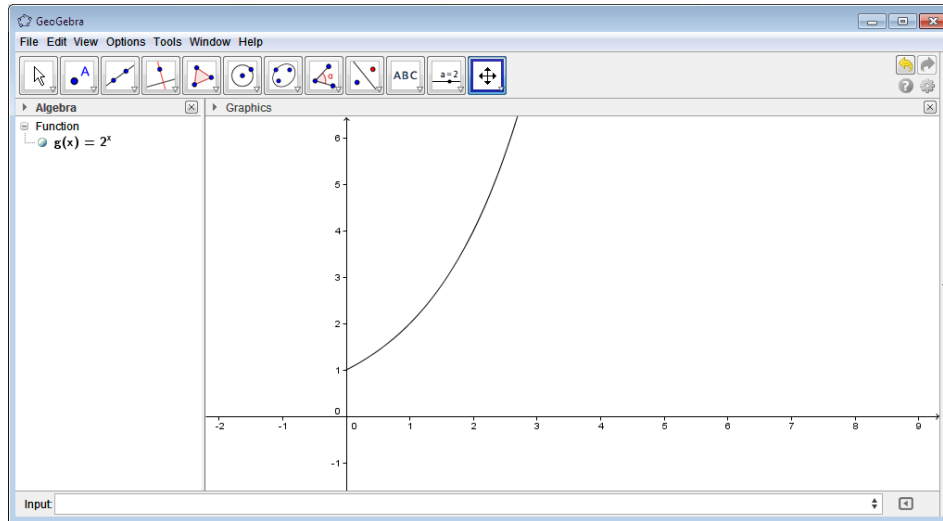 GeoGebra
File Edit View Options Tools Window Help
A
α
ABC
a=2
Algebra
Graphics
Function
g(x) = 2ˣ
6
5
4
3
2
1
0
-2 -1 0 1 2 3 4 5 6 7 8 9
-1
Input: